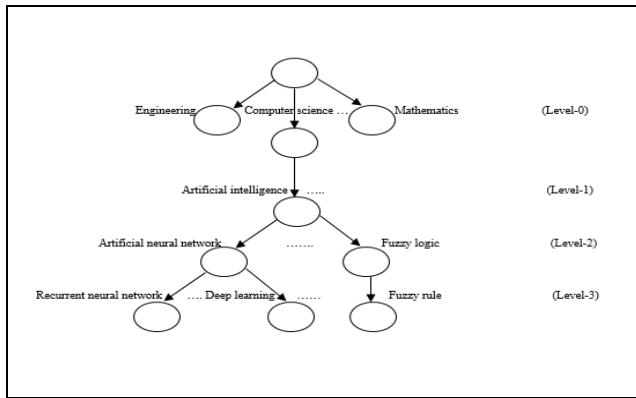 Engineering Computer science … Mathematics (Level-0)
Artificial intelligence ….. (Level-1)
Artificial neural network ……. Fuzzy logic (Level-2)
Recurrent neural network …. Deep learning …… Fuzzy rule (Level-3)